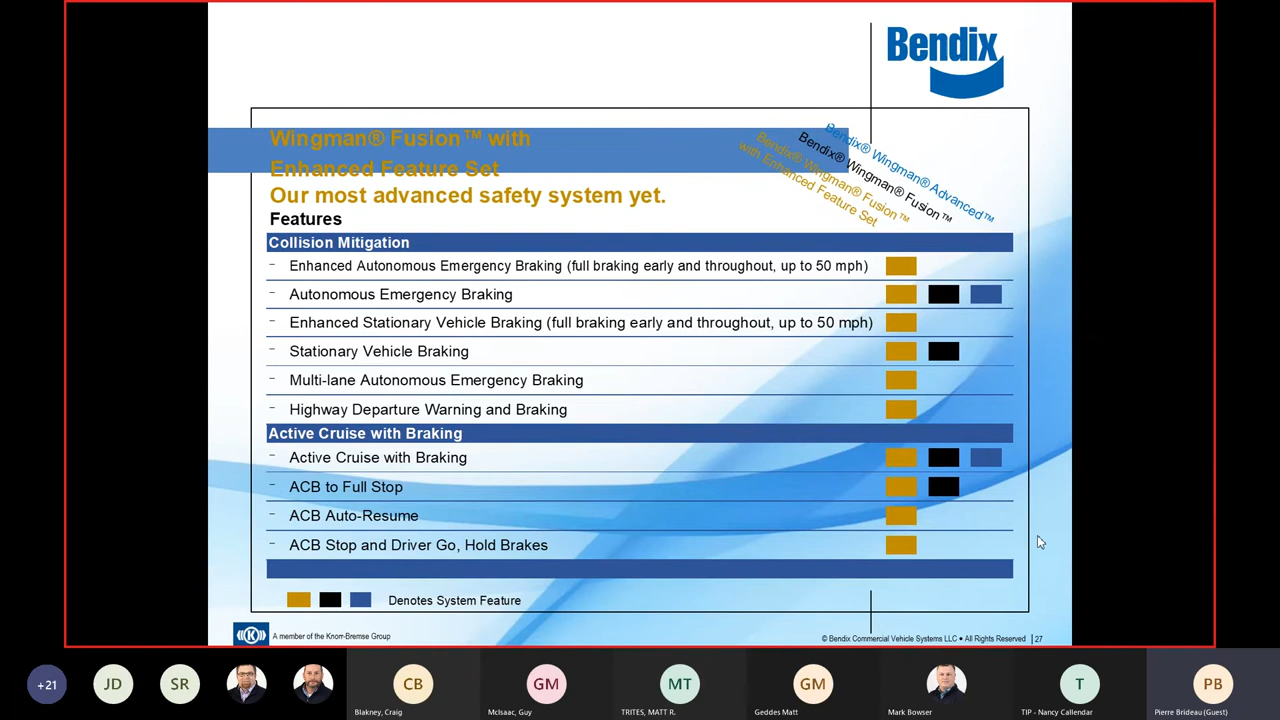 Bendix
Wingman® Fusion™ with
Enhanced Feature Set
Our most advanced safety system yet.
Features
Bendix® Wingman® Fusion™
with Enhanced Feature Set
Bendix® Wingman® Fusion™
Bendix® Wingman® Advanced™
Collision Mitigation
– Enhanced Autonomous Emergency Braking (full braking early and throughout, up to 50 mph)
– Autonomous Emergency Braking
– Enhanced Stationary Vehicle Braking (full braking early and throughout, up to 50 mph)
– Stationary Vehicle Braking
– Multi-lane Autonomous Emergency Braking
– Highway Departure Warning and Braking
Active Cruise with Braking
– Active Cruise with Braking
– ACB to Full Stop
– ACB Auto-Resume
– ACB Stop and Driver Go, Hold Brakes
Denotes System Feature
K A member of the Knorr-Bremse Group
© Bendix Commercial Vehicle Systems LLC • All Rights Reserved | 27
+21
JD
SR
CB
Blakney, Craig
GM
McIsaac, Guy
MT
TRITES, MATT R.
GM
Geddes Matt
Mark Bowser
T
TIP - Nancy Callendar
PB
Pierre Brideau (Guest)